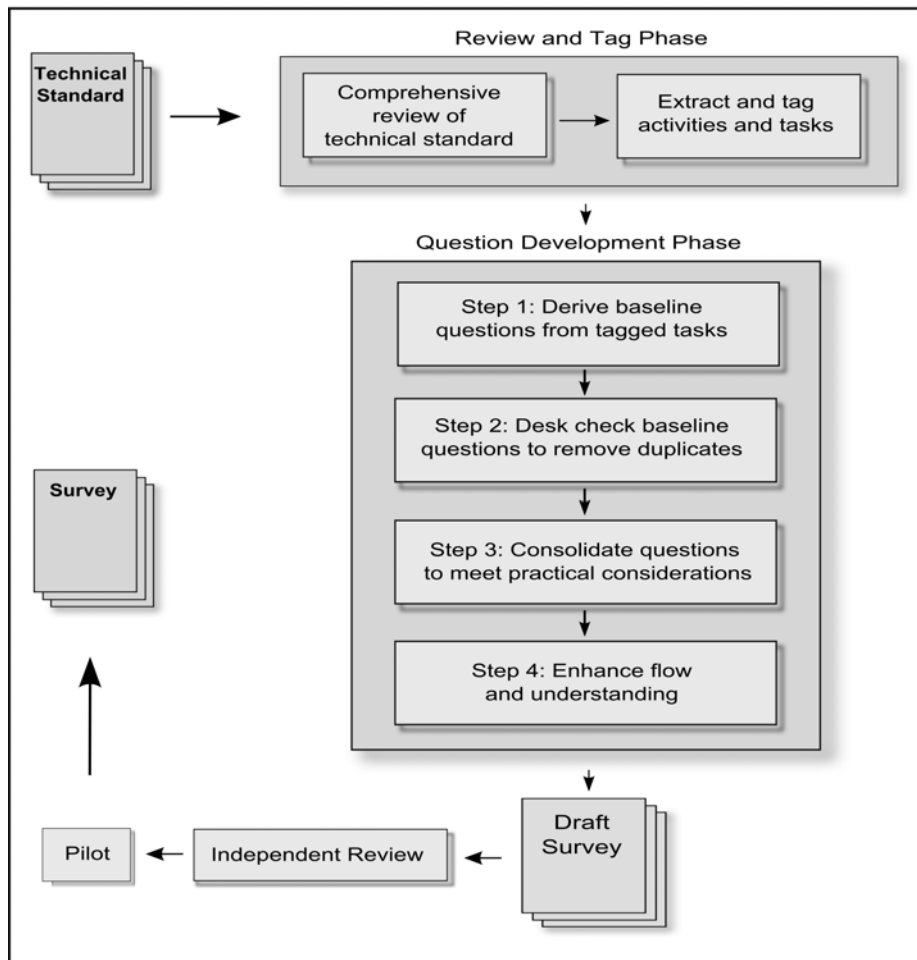 Review and Tag Phase
Technical
Standard
Comprehensive
review of
technical standard
Extract and tag
activities and tasks
Question Development Phase
Step 1: Derive baseline
questions from tagged tasks
Step 2: Desk check baseline
questions to remove duplicates
Step 3: Consolidate questions
to meet practical considerations
Step 4: Enhance flow
and understanding
Draft
Survey
Independent Review
Pilot
Survey